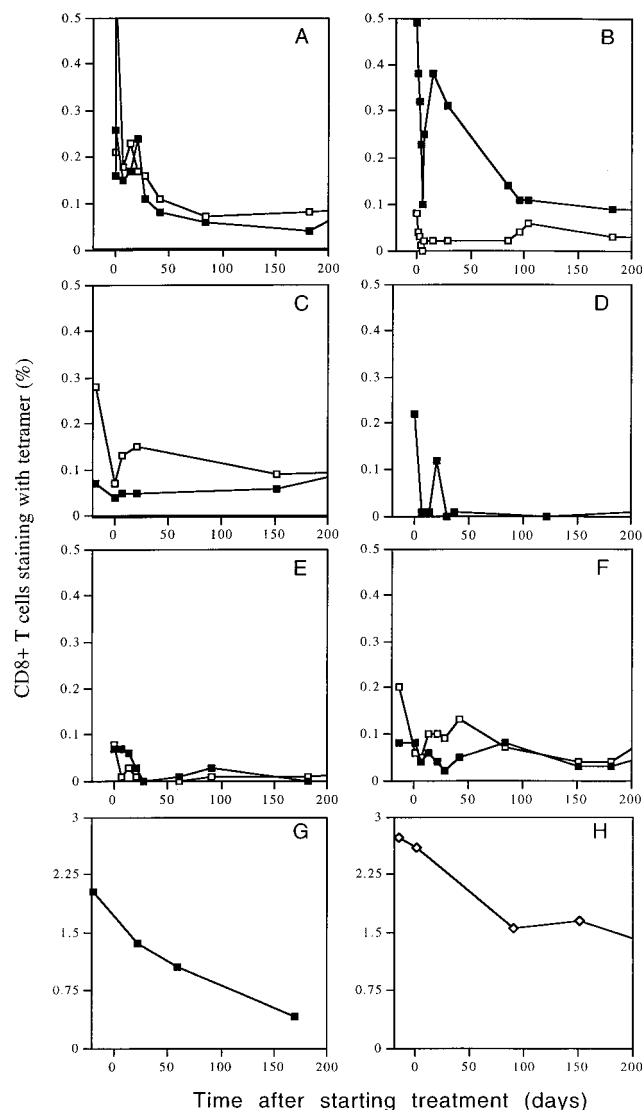 A
0.5
0.4
0.3
0.2
0.1
0
0 50 100 150 200
B
0.5
0.4
0.3
0.2
0.1
0
0 50 100 150 200
C
0.5
0.4
0.3
0.2
0.1
0
0 50 100 150 200
D
0.5
0.4
0.3
0.2
0.1
0
0 50 100 150 200
E
0.5
0.4
0.3
0.2
0.1
0
0 50 100 150 200
F
0.5
0.4
0.3
0.2
0.1
0
0 50 100 150 200
G
3
2.25
1.5
0.75
0
0 50 100 150 200
H
3
2.25
1.5
0.75
0
0 50 100 150 200
CD8+ T cells staining with tetramer (%)
Time after starting treatment (days)